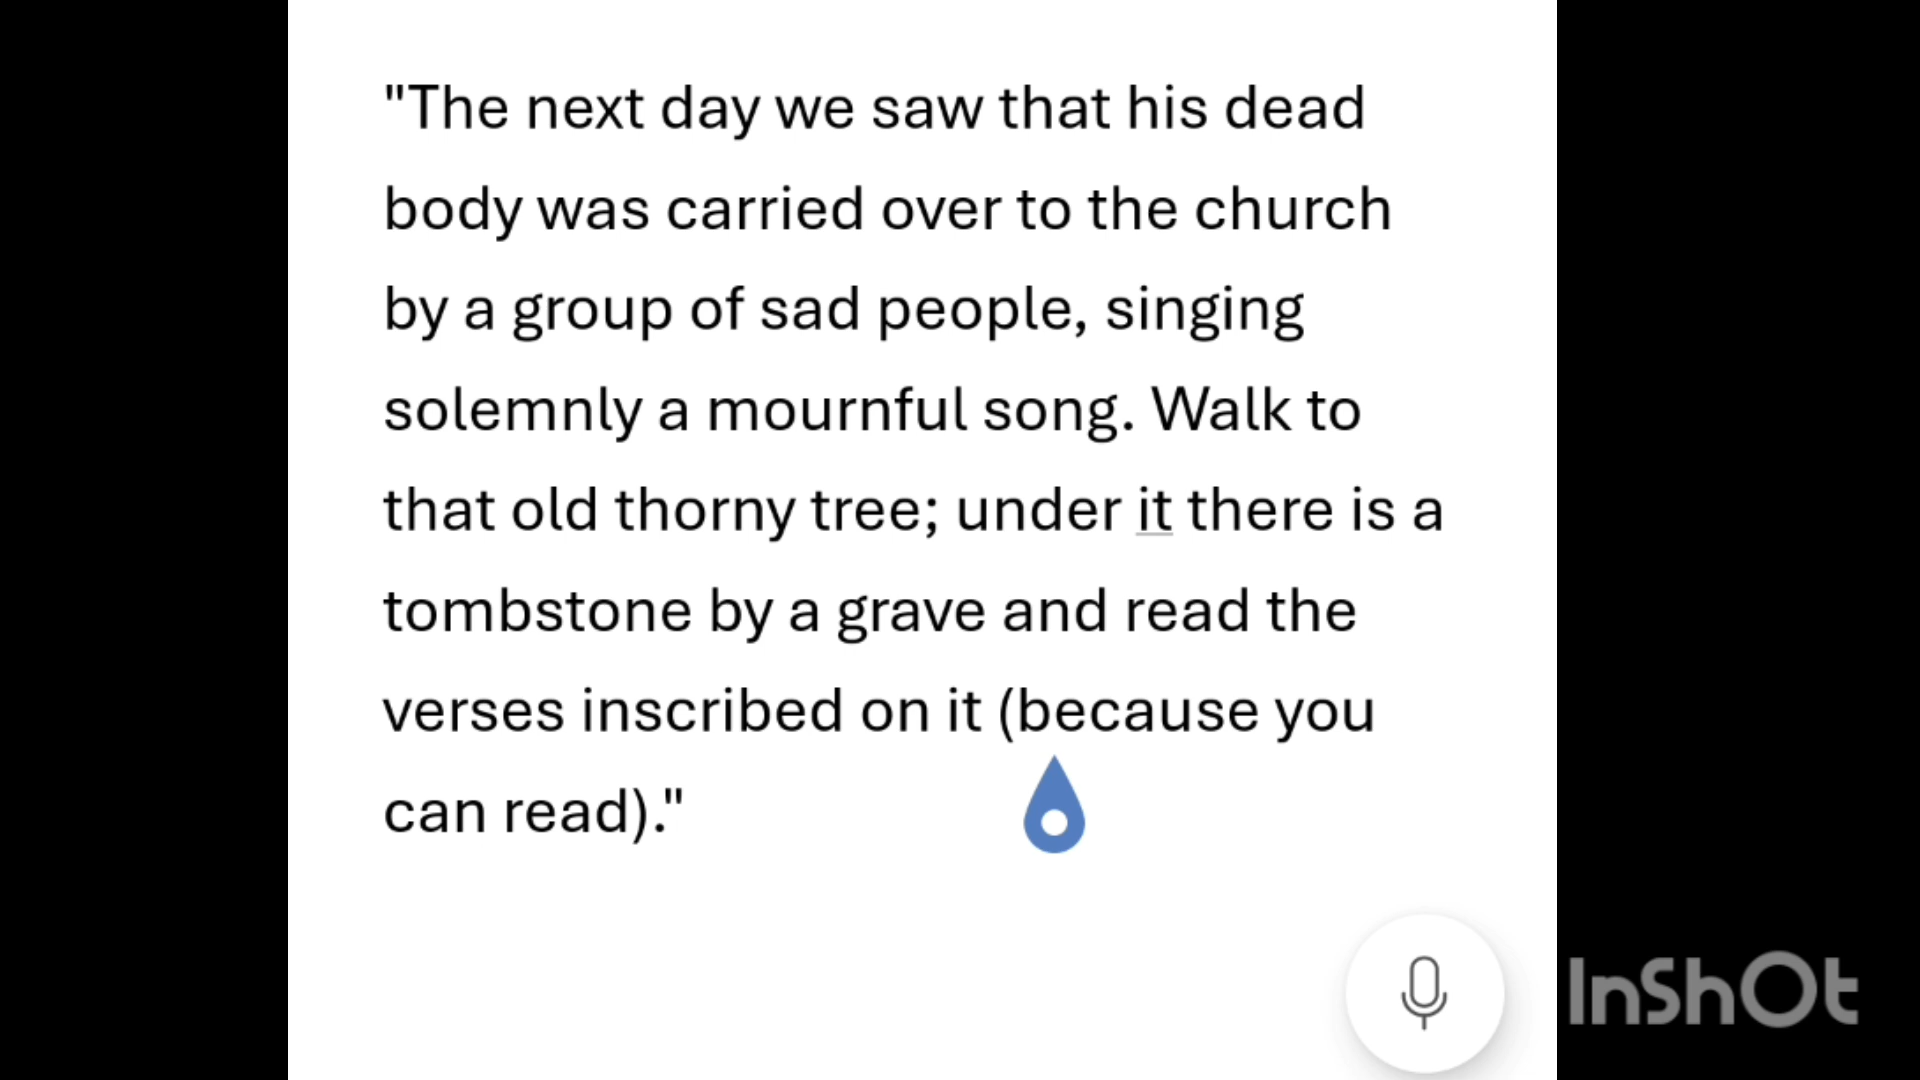 "The next day we saw that his dead
body was carried over to the church
by a group of sad people, singing
solemnly a mournful song. Walk to
that old thorny tree; under it there is a
tombstone by a grave and read the
verses inscribed on it (because you
can read)."
InShOt